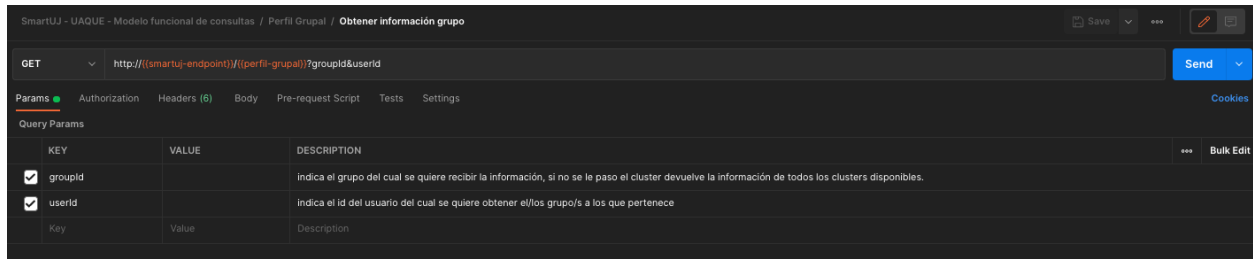 SmartUJ - UAQUE - Modelo funcional de consultas / Perfil Grupal / Obtener información grupo Save
GET http://{{smartuj-endpoint}}/{{perfil-grupal}}?groupId&userId Send
Params Authorization Headers (6) Body Pre-request Script Tests Settings Cookies
Query Params
KEY VALUE DESCRIPTION Bulk Edit
groupId indica el grupo del cual se quiere recibir la información, si no se le paso el cluster devuelve la información de todos los clusters disponibles.
userId indica el id del usuario del cual se quiere obtener el/los grupo/s a los que pertenece
Key Value Description